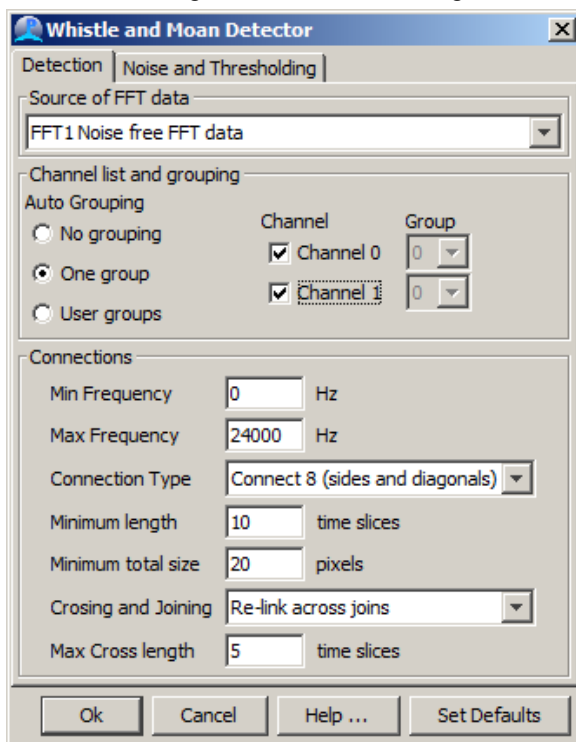 Whistle and Moan Detector
Detection Noise and Thresholding
Source of FFT data
FFT1 Noise free FFT data
Channel list and grouping
Auto Grouping
Channel Group
No grouping
Channel 0 0
One group
Channel 1 0
User groups
Connections
Min Frequency 0 Hz
Max Frequency 24000 Hz
Connection Type Connect 8 (sides and diagonals)
Minimum length 10 time slices
Minimum total size 20 pixels
Crosing and Joining Re-link across joins
Max Cross length 5 time slices
Ok Cancel Help ... Set Defaults